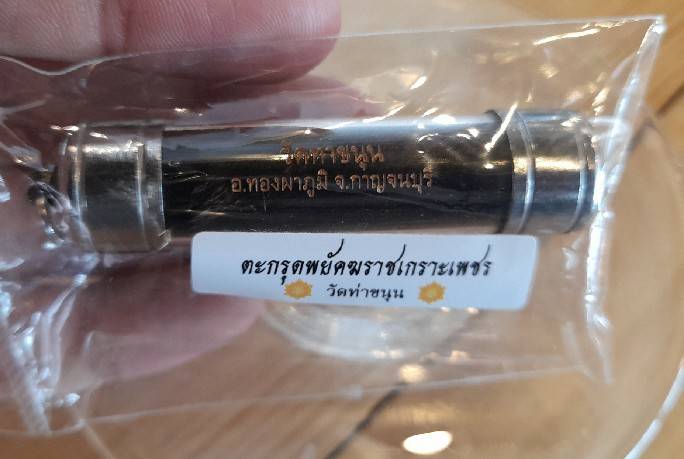 วัดท่าขนุน
อ.ทองผาภูมิ จ.กาญจนบุรี
ตะกรุดพยัคฆราชเกราะเพชร
วัดท่าขนุน